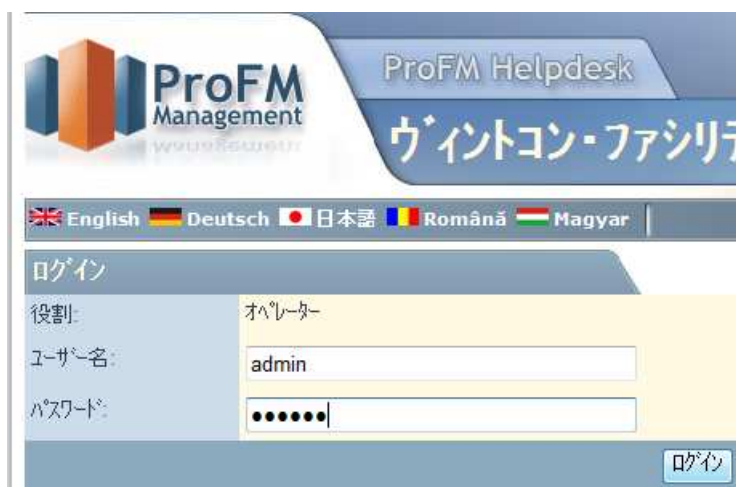 ProFM
Management
ProFM Helpdesk
ヴィントコン・ファシリテ
English Deutsch 日本語 Română Magyar
ログイン
役割: オペレーター
ユーザー名: admin
パスワード: ●●●●●●
ログイン